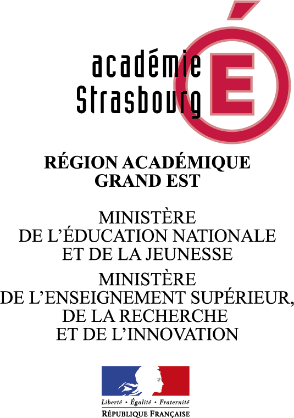 académie
Strasbourg
É
RÉGION ACADÉMIQUE
GRAND EST
MINISTÈRE
DE L'ÉDUCATION NATIONALE
ET DE LA JEUNESSE
MINISTÈRE
DE L'ENSEIGNEMENT SUPÉRIEUR,
DE LA RECHERCHE
ET DE L'INNOVATION
Liberté • Égalité • Fraternité
RÉPUBLIQUE FRANÇAISE